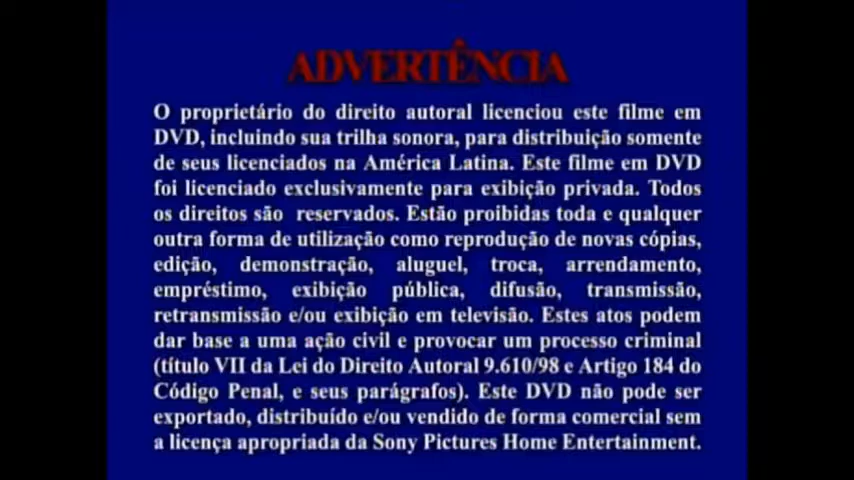 ADVERTÊNCIA
O proprietário do direito autoral licenciou este filme em
DVD, incluindo sua trilha sonora, para distribuição somente
de seus licenciados na América Latina. Este filme em DVD
foi licenciado exclusivamente para exibição privada. Todos
os direitos são reservados. Estão proibidas toda e qualquer
outra forma de utilização como reprodução de novas cópias,
edição, demonstração, aluguel, troca, arrendamento,
empréstimo, exibição pública, difusão, transmissão,
retransmissão e/ou exibição em televisão. Estes atos podem
dar base a uma ação civil e provocar um processo criminal
(título VII da Lei do Direito Autoral 9.610/98 e Artigo 184 do
Código Penal, e seus parágrafos). Este DVD não pode ser
exportado, distribuído e/ou vendido de forma comercial sem
a licença apropriada da Sony Pictures Home Entertainment.